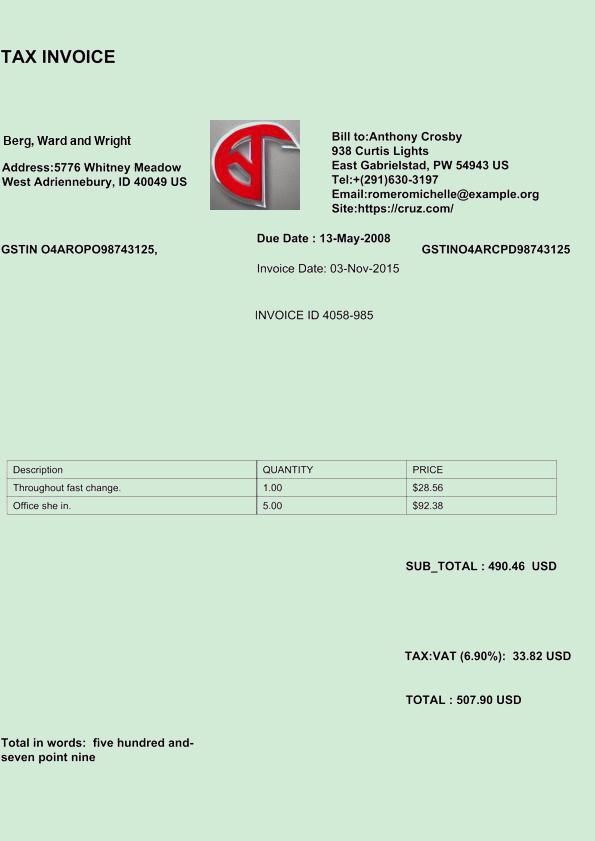 TAX INVOICE
Berg, Ward and Wright
Address:5776 Whitney Meadow
West Adriennebury, ID 40049 US
Bill to:Anthony Crosby
938 Curtis Lights
East Gabrielstad, PW 54943 US
Tel:+(291)630-3197
Email:romeromichelle@example.org
Site:https://cruz.com/
GSTIN O4AROPO98743125,
Due Date : 13-May-2008
GSTINO4ARCPD98743125
Invoice Date: 03-Nov-2015
INVOICE ID 4058-985
Description QUANTITY PRICE
Throughout fast change. 1.00 $28.56
Office she in. 5.00 $92.38
SUB_TOTAL : 490.46 USD
TAX:VAT (6.90%): 33.82 USD
TOTAL : 507.90 USD
Total in words: five hundred and-
seven point nine